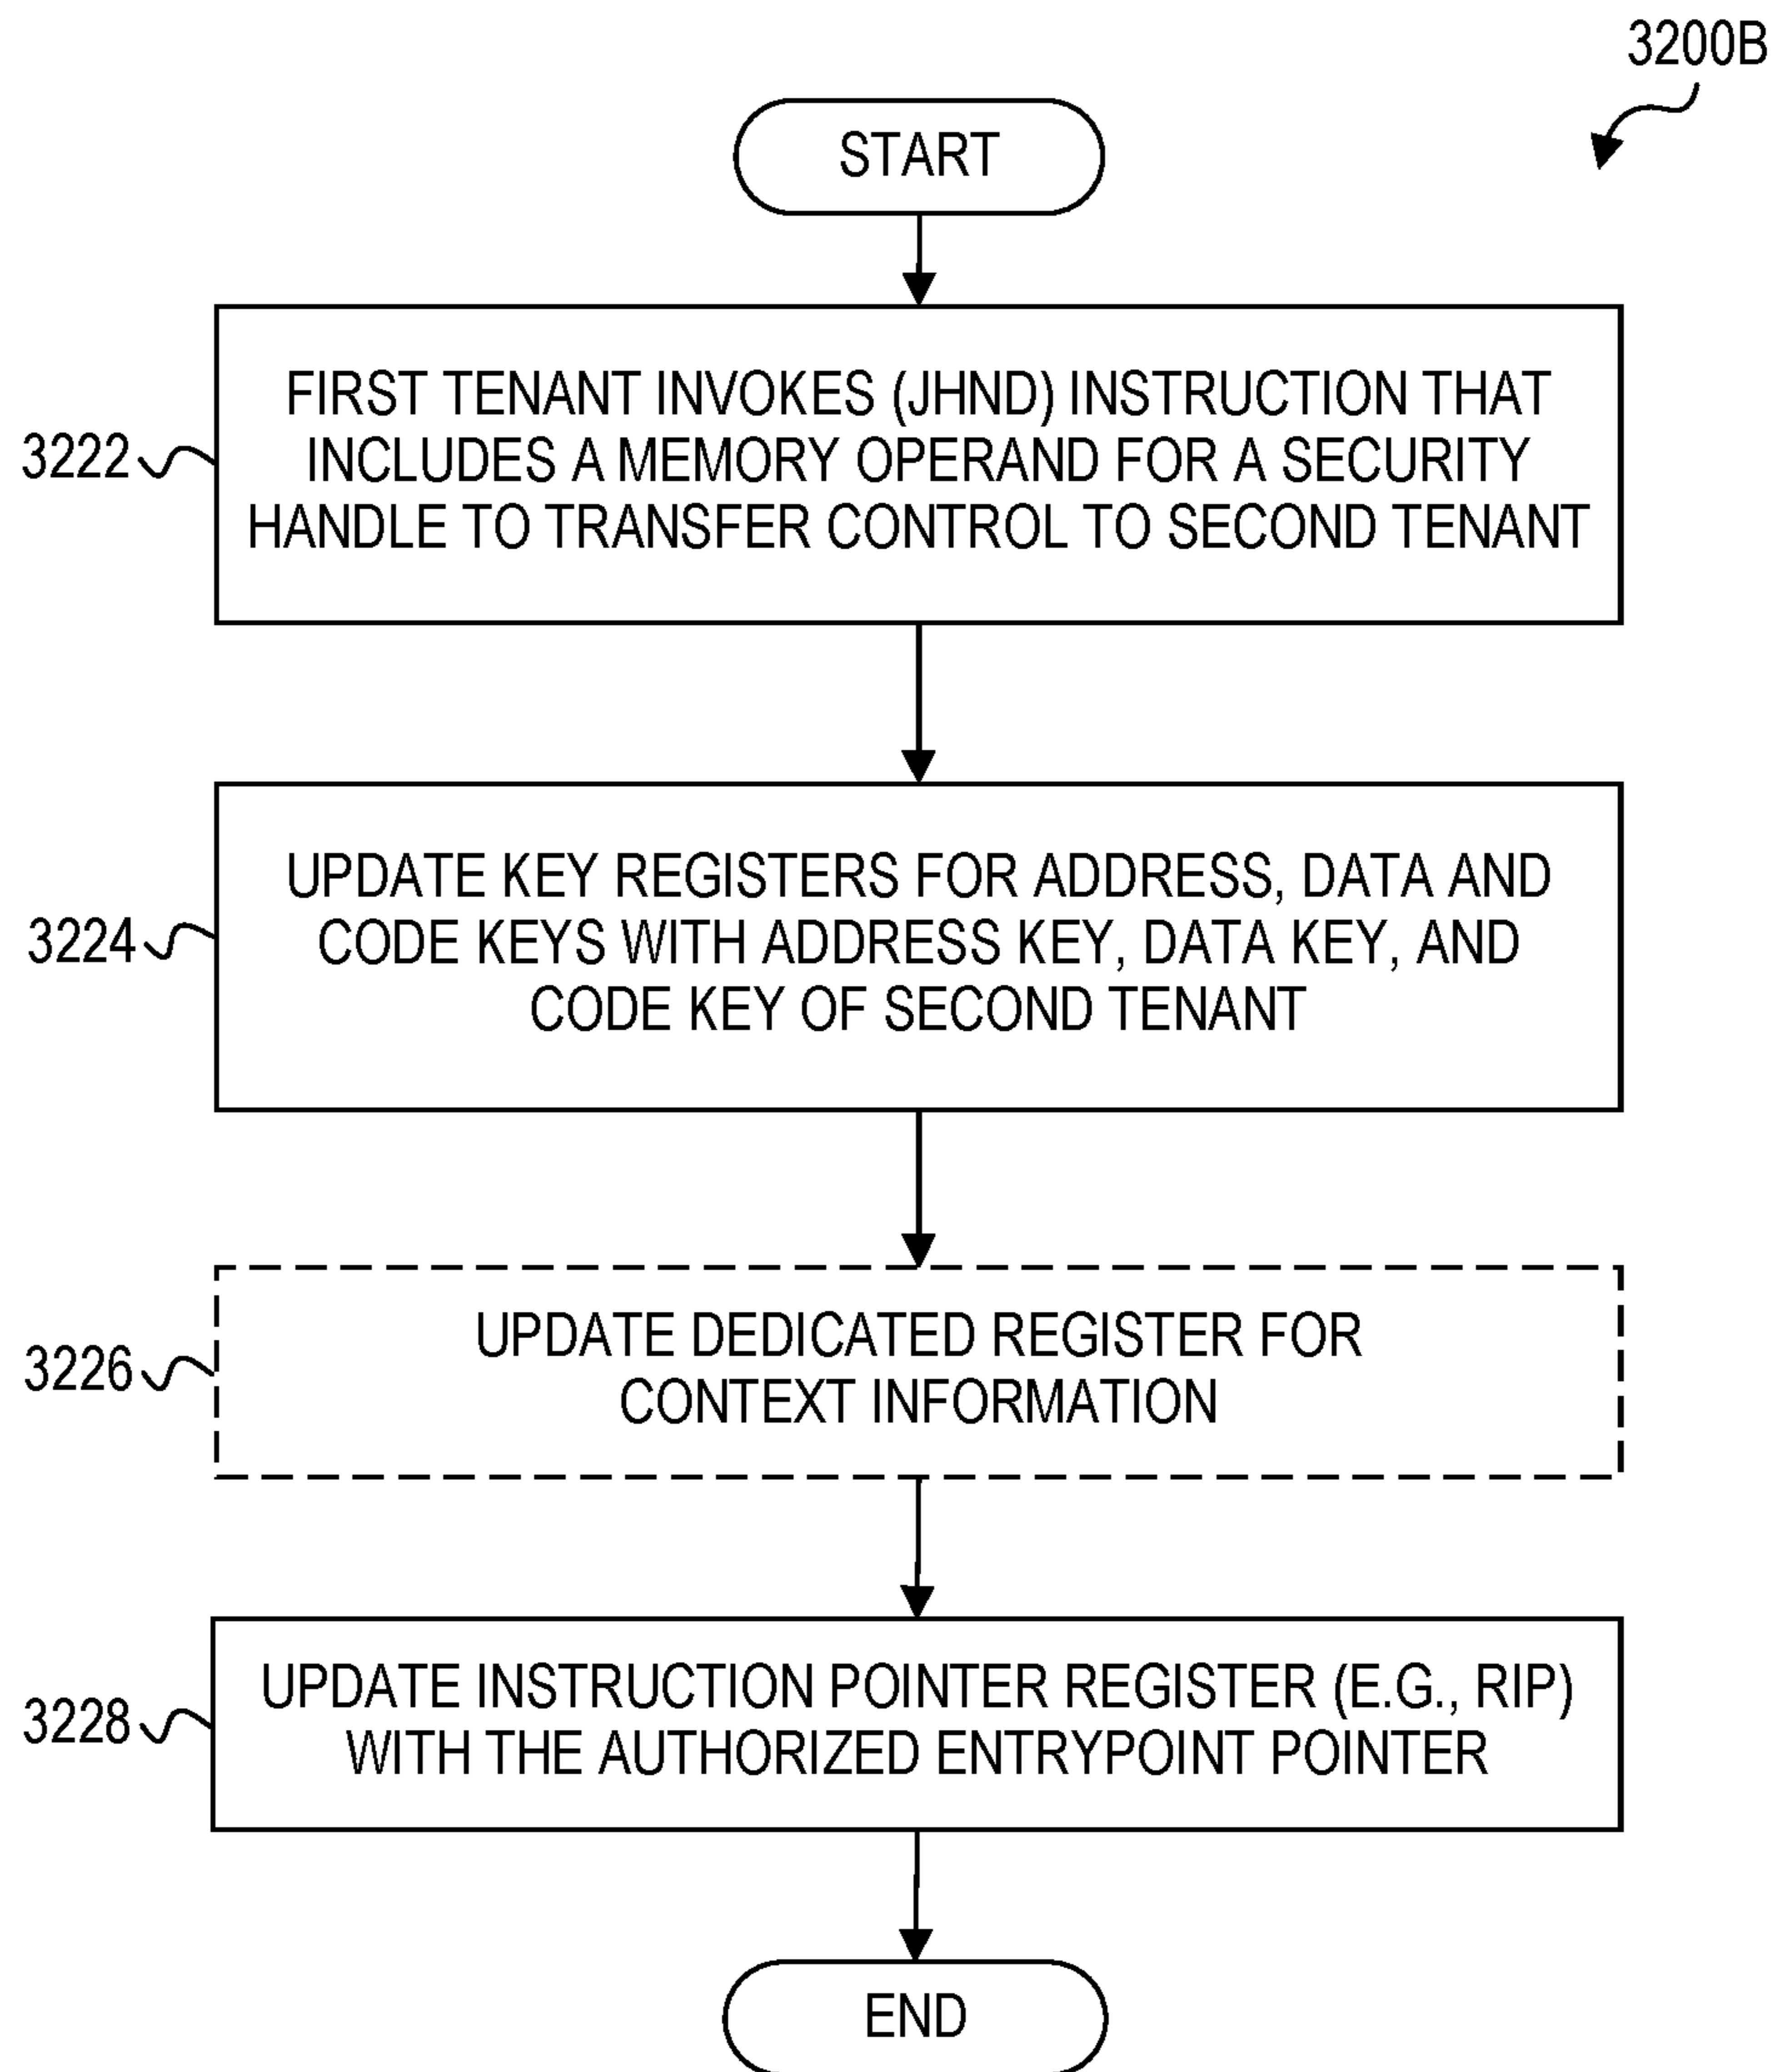 3200B
START
FIRST TENANT INVOKES (JHND) INSTRUCTION THAT
3222
INCLUDES A MEMORY OPERAND FOR A SECURITY
HANDLE TO TRANSFER CONTROL TO SECOND TENANT
UPDATE KEY REGISTERS FOR ADDRESS, DATA AND
3224
CODE KEYS WITH ADDRESS KEY, DATA KEY, AND
CODE KEY OF SECOND TENANT
UPDATE DEDICATED REGISTER FOR
3226
CONTEXT INFORMATION
UPDATE INSTRUCTION POINTER REGISTER (E.G., RIP)
3228
WITH THE AUTHORIZED ENTRYPOINT POINTER
END